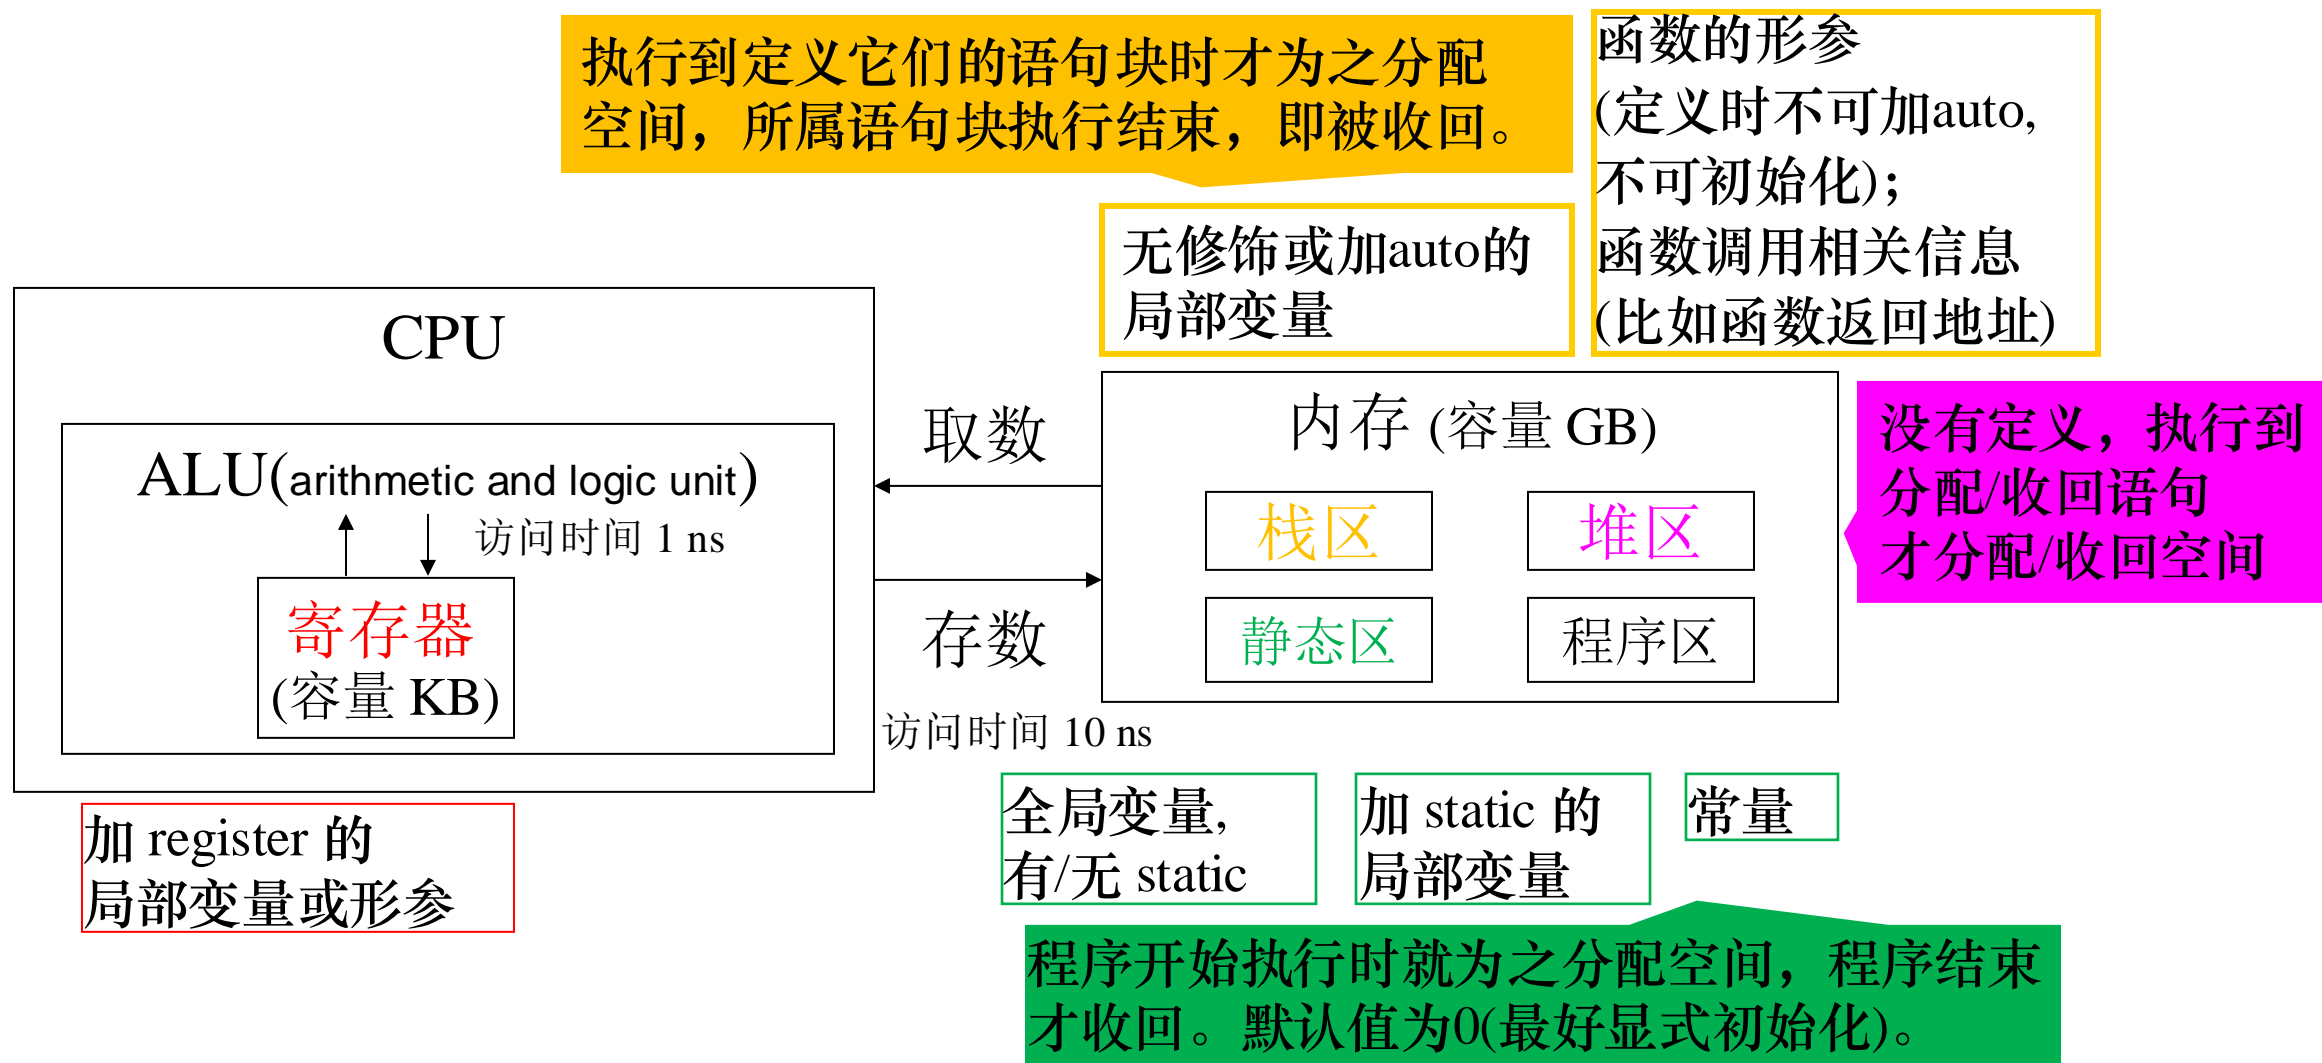 执行到定义它们的语句块时才为之分配
空间，所属语句块执行结束，即被收回。
函数的形参
(定义时不可加auto,
不可初始化)；
函数调用相关信息
(比如函数返回地址)
无修饰或加auto的
局部变量
CPU
ALU(arithmetic and logic unit)
访问时间 1 ns
寄存器
(容量 KB)
取数
存数
访问时间 10 ns
内存 (容量 GB)
栈区
堆区
静态区
程序区
没有定义，执行到
分配/收回语句
才分配/收回空间
加 register 的
局部变量或形参
全局变量,
有/无 static
加 static 的
局部变量
常量
程序开始执行时就为之分配空间，程序结束
才收回。默认值为0(最好显式初始化)。